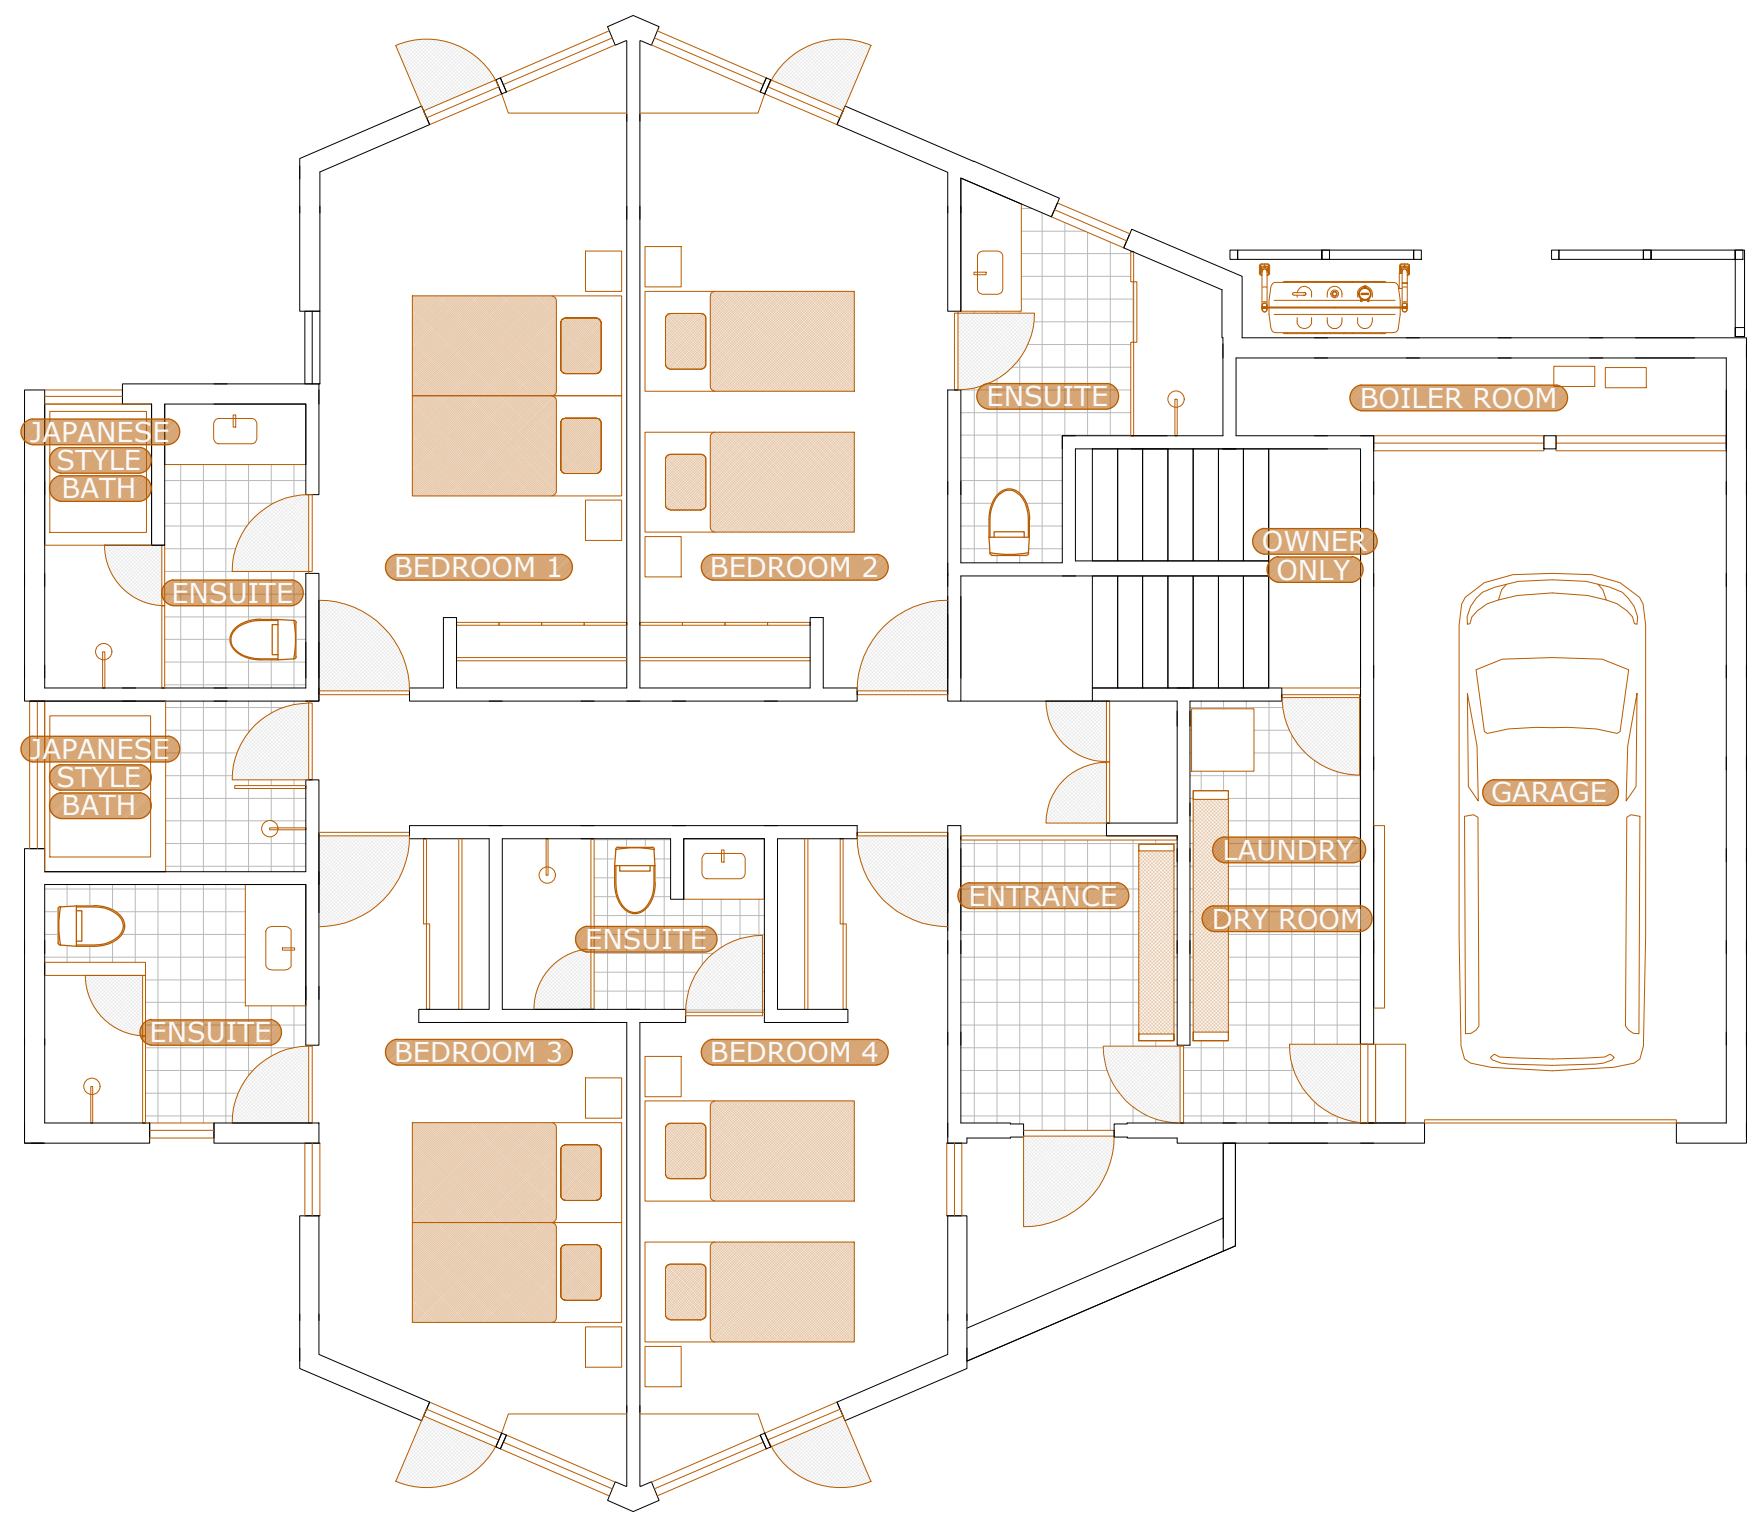 ENSUITE
BOILER ROOM
JAPANESE
STYLE
BATH
OWNER
ONLY
BEDROOM 1
BEDROOM 2
ENSUITE
JAPANESE
STYLE
BATH
GARAGE
LAUNDRY
DRY ROOM
ENTRANCE
ENSUITE
ENSUITE
BEDROOM 3
BEDROOM 4